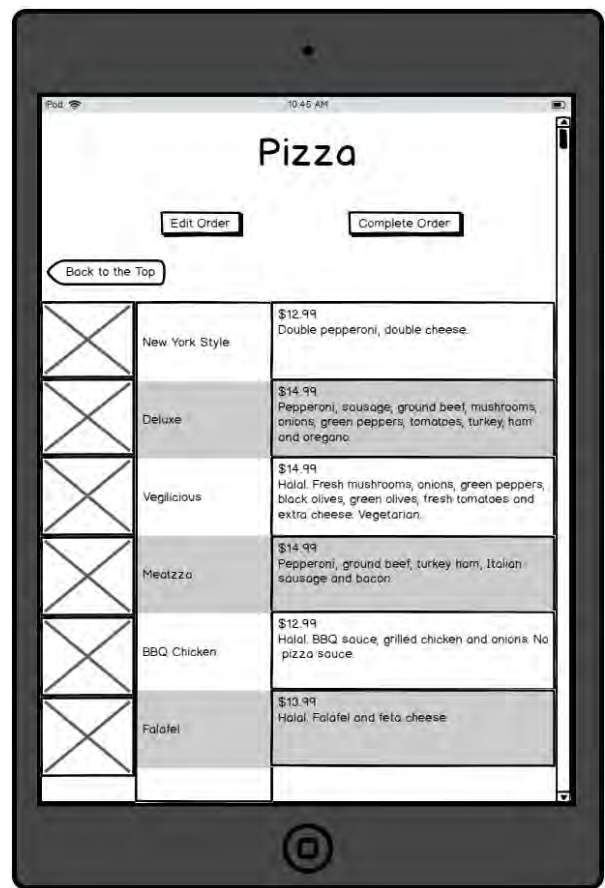 iPod 10:45 AM
Pizza
Edit Order Complete Order
Back to the Top
New York Style
$12.99
Double pepperoni, double cheese.
Deluxe
$14.99
Pepperoni, sausage, ground beef, mushrooms,
onions, green peppers, tomatoes, turkey, ham
and oregano.
Vegilicious
$14.99
Halal. Fresh mushrooms, onions, green peppers,
black olives, green olives, fresh tomatoes and
extra cheese. Vegetarian.
Meatzza
$14.99
Pepperoni, ground beef, turkey ham, Italian
sausage and bacon.
BBQ Chicken
$12.99
Halal. BBQ sauce, grilled chicken and onions. No
pizza sauce.
Falafel
$13.99
Halal. Falafel and feta cheese.